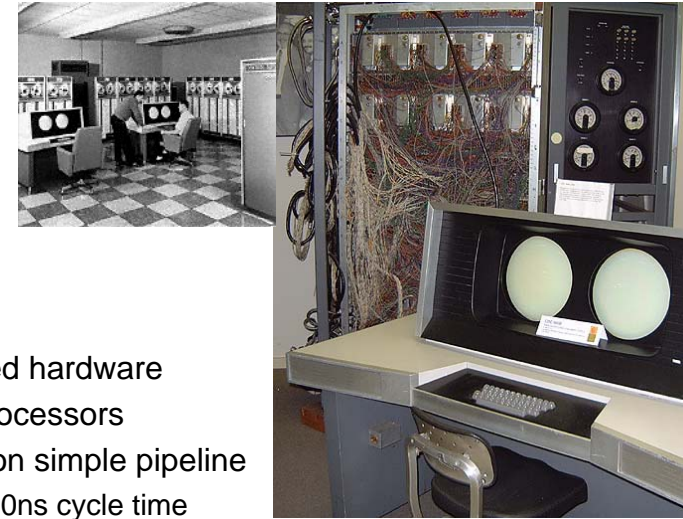 ed hardware
ocessors
on simple pipeline
0ns cycle time